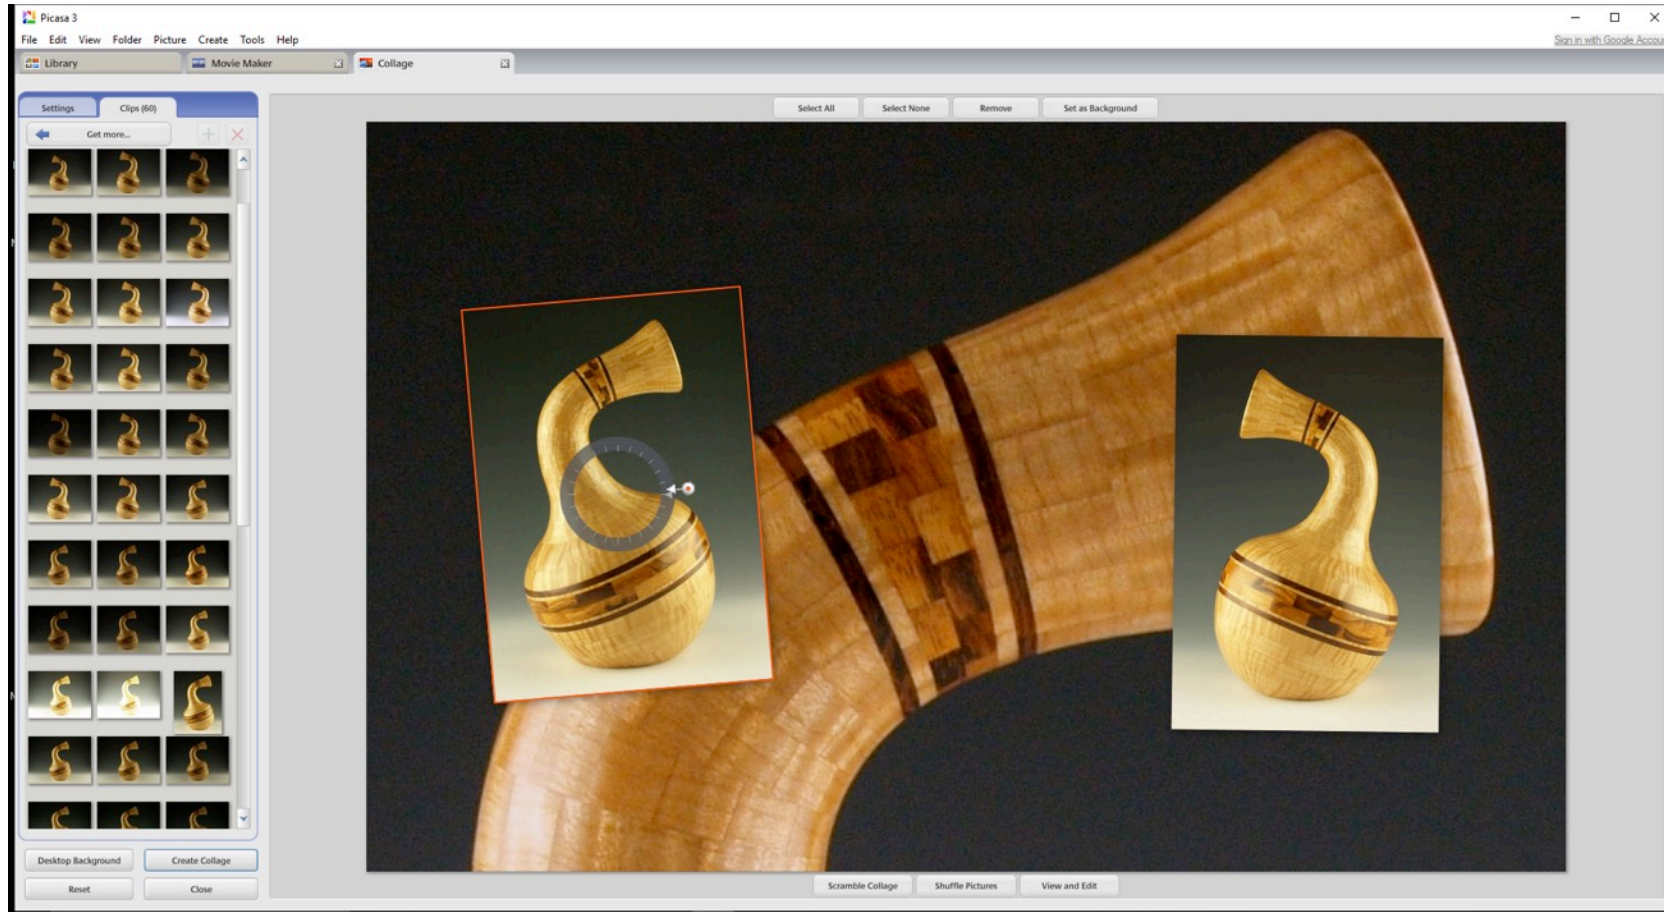 Picasa 3
File Edit View Folder Picture Create Tools Help
Sign in with Google Accou
Library
Movie Maker
Collage
Settings
Clips (60)
Get more...
Select All
Select None
Remove
Set as Background
Desktop Background
Create Collage
Reset
Close
Scramble Collage
Shuffle Pictures
View and Edit